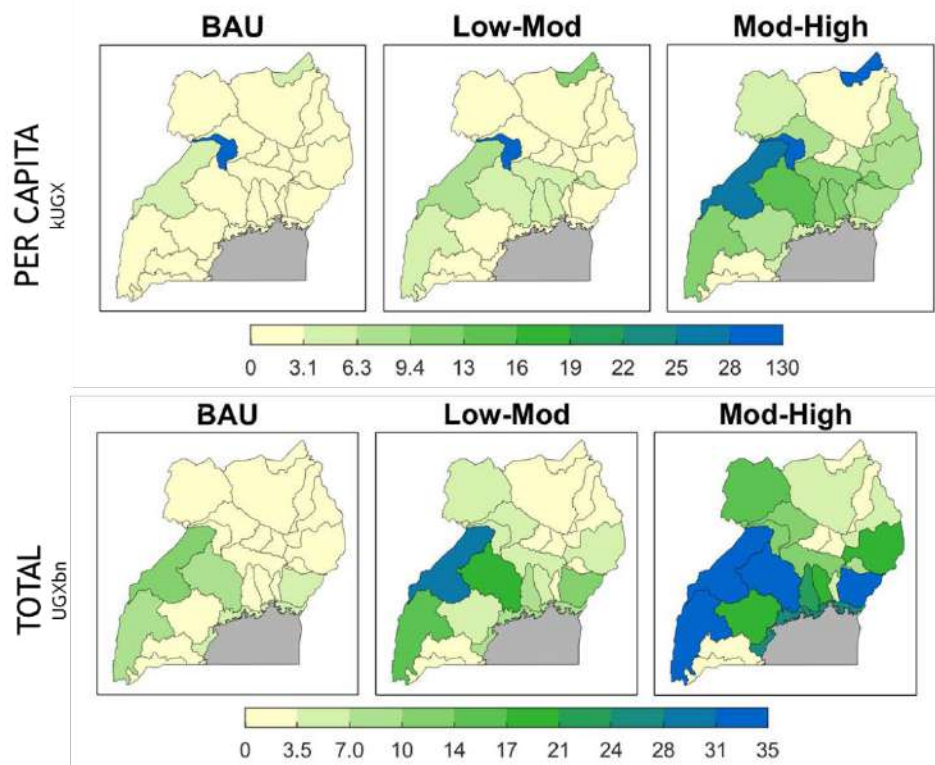 BAU Low-Mod Mod-High
PER CAPITA
kUGX
0 3.1 6.3 9.4 13 16 19 22 25 28 130
BAU Low-Mod Mod-High
TOTAL
UGXbn
0 3.5 7.0 10 14 17 21 24 28 31 35